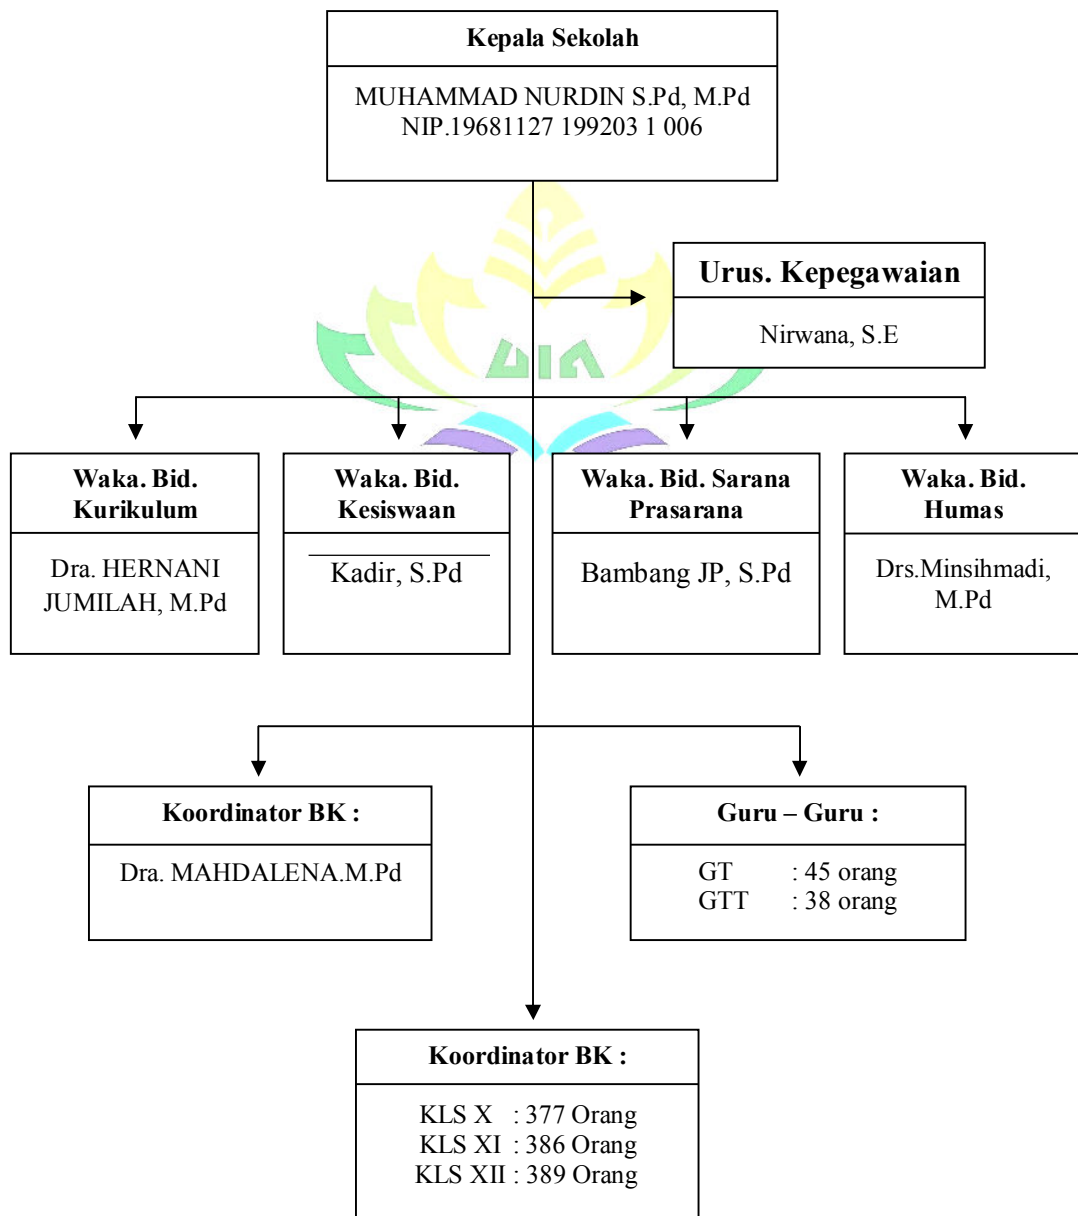 Kepala Sekolah
MUHAMMAD NURDIN S.Pd, M.Pd
NIP.19681127 199203 1 006
Urus. Kepegawaian
Nirwana, S.E
UIN
Waka. Bid.
Kurikulum
Dra. HERNANI
JUMILAH, M.Pd
Waka. Bid.
Kesiswaan
Kadir, S.Pd
Waka. Bid. Sarana
Prasarana
Bambang JP, S.Pd
Waka. Bid.
Humas
Drs.Minsihmadi,
M.Pd
Koordinator BK :
Dra. MAHDALENA.M.Pd
Guru – Guru :
GT : 45 orang
GTT : 38 orang
Koordinator BK :
KLS X : 377 Orang
KLS XI : 386 Orang
KLS XII : 389 Orang